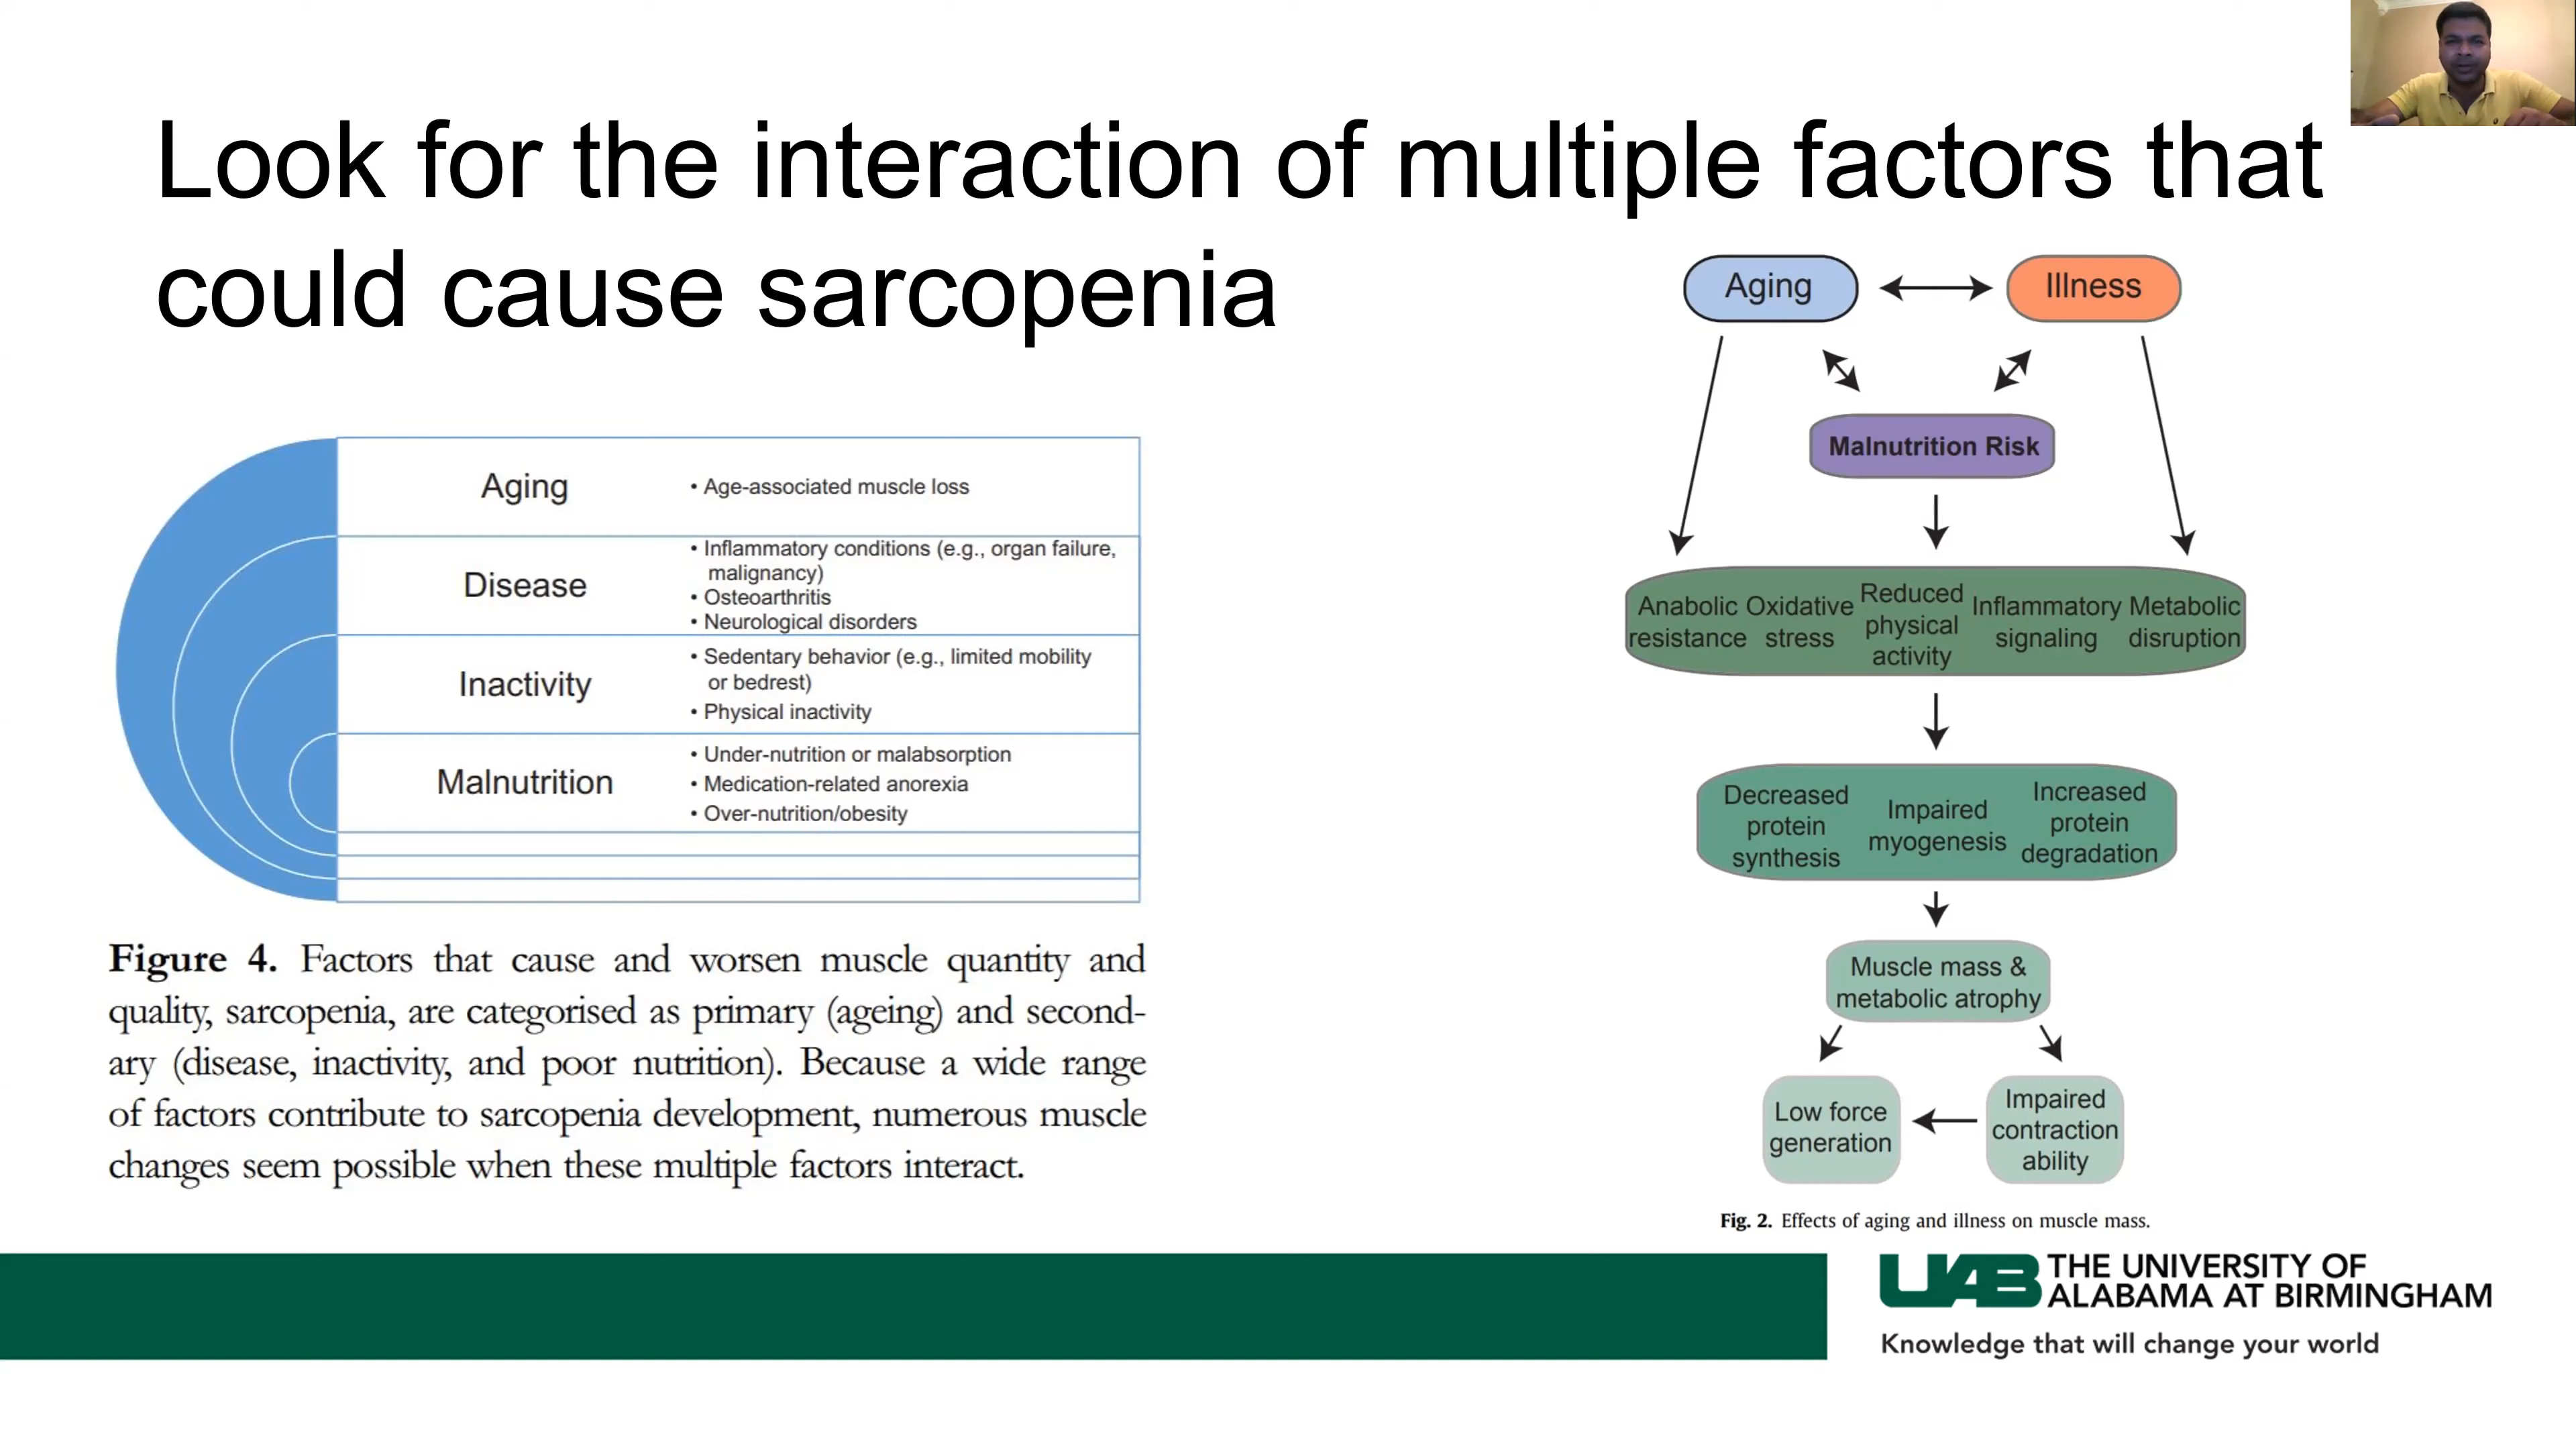 Look for the interaction of multiple factors that
could cause sarcopenia
Aging
• Age-associated muscle loss
Disease
• Inflammatory conditions (e.g., organ failure,
malignancy)
• Osteoarthritis
• Neurological disorders
Inactivity
• Sedentary behavior (e.g., limited mobility
or bedrest)
• Physical inactivity
Malnutrition
• Under-nutrition or malabsorption
• Medication-related anorexia
• Over-nutrition/obesity
Figure 4. Factors that cause and worsen muscle quantity and
quality, sarcopenia, are categorised as primary (ageing) and second-
ary (disease, inactivity, and poor nutrition). Because a wide range
of factors contribute to sarcopenia development, numerous muscle
changes seem possible when these multiple factors interact.
Aging
Illness
Malnutrition Risk
Anabolic
resistance
Oxidative
stress
Reduced
physical
activity
Inflammatory
signaling
Metabolic
disruption
Decreased
protein
synthesis
Impaired
myogenesis
Increased
protein
degradation
Muscle mass &
metabolic atrophy
Low force
generation
Impaired
contraction
ability
Fig. 2. Effects of aging and illness on muscle mass.
UAB
THE UNIVERSITY OF
ALABAMA AT BIRMINGHAM
Knowledge that will change your world